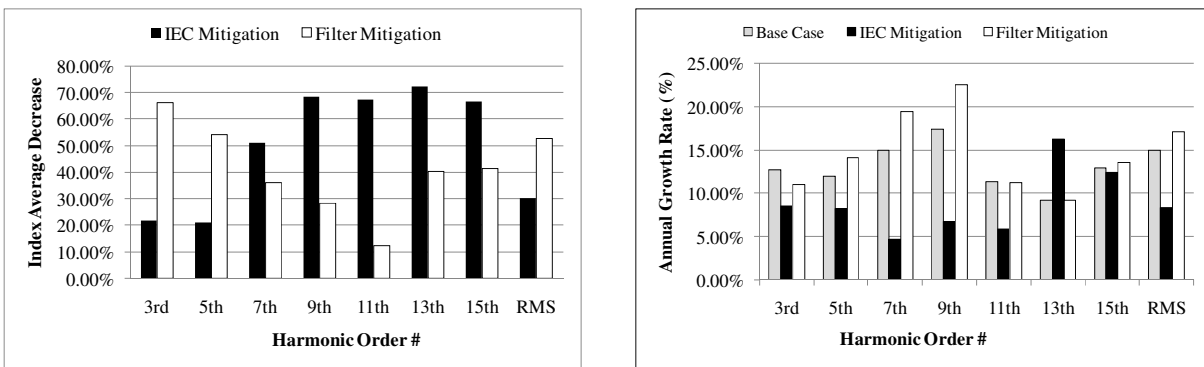 IEC Mitigation Filter Mitigation
80.00%
70.00%
60.00%
50.00%
40.00%
30.00%
20.00%
10.00%
0.00%
Index Average Decrease
3rd 5th 7th 9th 11th 13th 15th RMS
Harmonic Order #
Base Case IEC Mitigation Filter Mitigation
25.00%
20.00%
15.00%
10.00%
5.00%
0.00%
Annual Growth Rate (%)
3rd 5th 7th 9th 11th 13th 15th RMS
Harmonic Order #